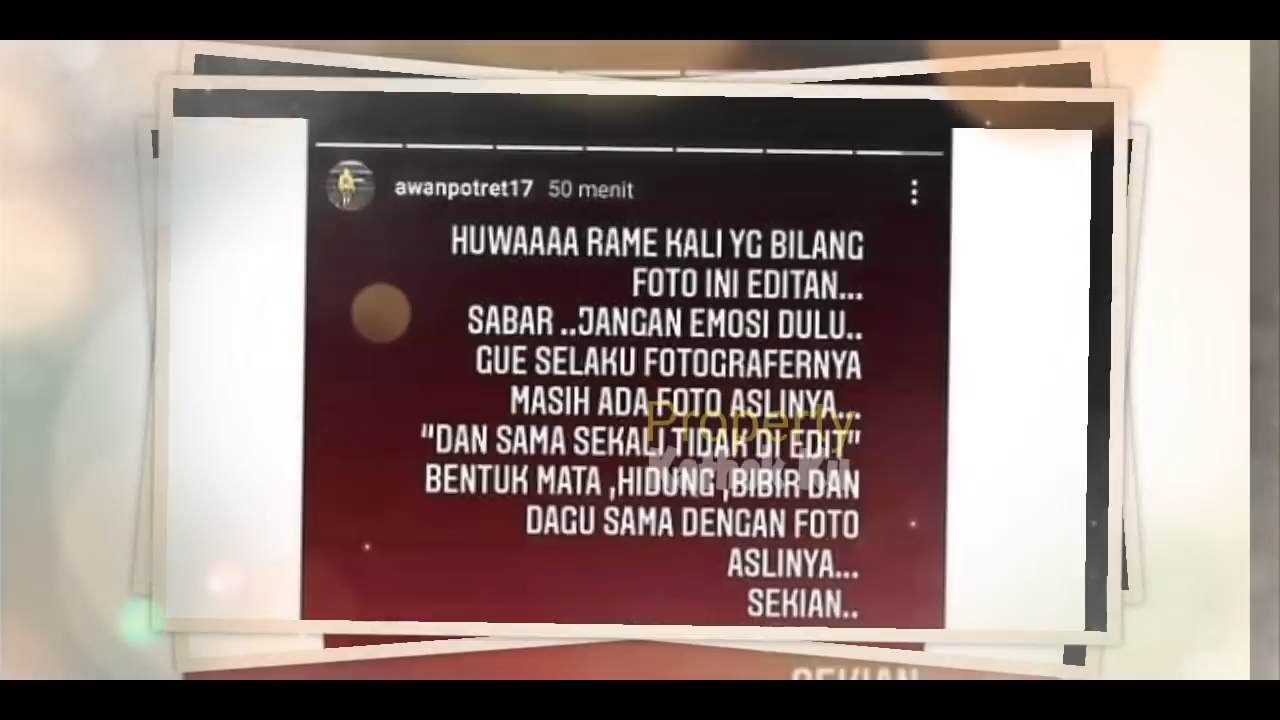 awanpotret17 50 menit
HUWAAAA RAME KALI YG BILANG
FOTO INI EDITAN...
SABAR ..JANGAN EMOSI DULU..
GUE SELAKU FOTOGRAFERNYA
MASIH ADA FOTO ASLINYA...
Property
"DAN SAMA SEKALI TIDAK DI EDIT"
BENTUK MATA ,HIDUNG ,BIBIR DAN
DAGU SAMA DENGAN FOTO
ASLINYA...
SEKIAN..
SEKIAN